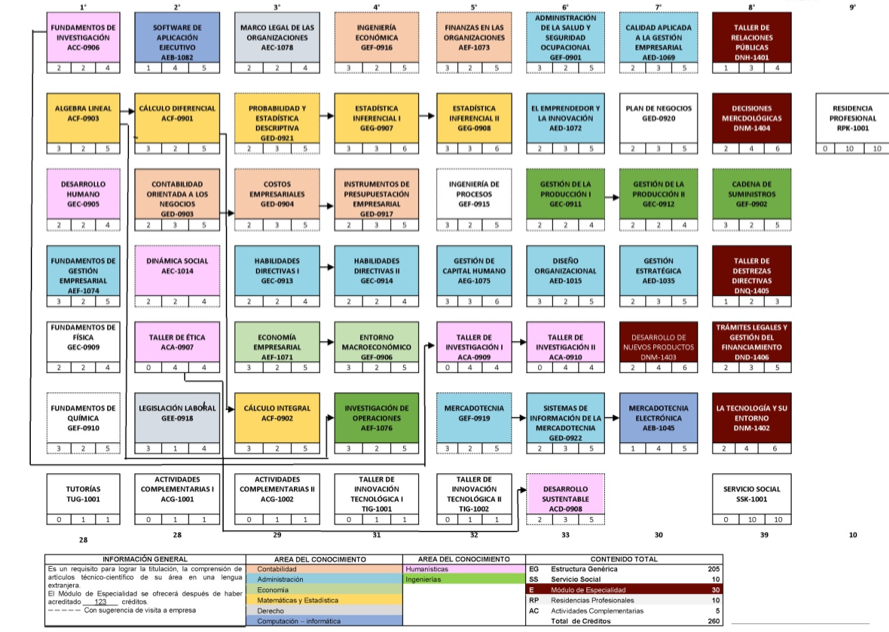 1° 2° 3° 4° 5° 6° 7° 8° 9°
FUNDAMENTOS DE
INVESTIGACIÓN
ACC-0906
2 2 4
SOFTWARE DE
APLICACIÓN
EJECUTIVO
AEB-1082
1 4 5
MARCO LEGAL DE LAS
ORGANIZACIONES
AEC-1078
2 2 4
INGENIERÍA
ECONÓMICA
GEF-0916
3 2 5
FINANZAS EN LAS
ORGANIZACIONES
AEF-1073
3 2 5
ADMINISTRACIÓN
DE LA SALUD Y
SEGURIDAD
OCUPACIONAL
GEF-0901
3 2 5
CALIDAD APLICADA
A LA GESTIÓN
EMPRESARIAL
AED-1069
2 3 5
TALLER DE
RELACIONES
PÚBLICAS
DNH-1401
1 3 4
ALGEBRA LINEAL
ACF-0903
3 2 5
CÁLCULO DIFERENCIAL
ACF-0901
3 2 5
PROBABILIDAD Y
ESTADÍSTICA
DESCRIPTIVA
GED-0921
2 3 5
ESTADÍSTICA
INFERENCIAL I
GEG-0907
3 3 6
ESTADÍSTICA
INFERENCIAL II
GEG-0908
3 3 6
EL EMPRENDEDOR Y
LA INNOVACIÓN
AED-1072
2 3 5
PLAN DE NEGOCIOS
GED-0920
2 3 5
DECISIONES
MERCDOLÓGICAS
DNM-1404
2 4 6
RESIDENCIA
PROFESIONAL
RPK-1001
0 10 10
DESARROLLO
HUMANO
GEC-0905
2 2 4
CONTABILIDAD
ORIENTADA A LOS
NEGOCIOS
GED-0903
2 3 5
COSTOS
EMPRESARIALES
GED-0904
2 3 5
INSTRUMENTOS DE
PRESUPUESTACIÓN
EMPRESARIAL
GED-0917
2 3 5
INGENIERÍA DE
PROCESOS
GEF-0915
3 2 5
GESTIÓN DE LA
PRODUCCIÓN I
GEC-0911
2 2 4
GESTIÓN DE LA
PRODUCCIÓN II
GEC-0912
2 2 4
CADENA DE
SUMINISTROS
GEF-0902
3 2 5
FUNDAMENTOS DE
GESTIÓN
EMPRESARIAL
AEF-1074
3 2 5
DINÁMICA SOCIAL
AEC-1014
2 2 4
HABILIDADES
DIRECTIVAS I
GEC-0913
2 2 4
HABILIDADES
DIRECTIVAS II
GEC-0914
2 2 4
GESTIÓN DE
CAPITAL HUMANO
AEG-1075
3 3 6
DISEÑO
ORGANIZACIONAL
AED-1015
3 2 5
GESTIÓN
ESTRATÉGICA
AED-1035
2 3 5
TALLER DE
DESTREZAS
DIRECTIVAS
DNQ-1405
1 2 3
FUNDAMENTOS DE
FÍSICA
GEC-0909
2 2 4
TALLER DE ÉTICA
ACA-0907
0 4 4
ECONOMÍA
EMPRESARIAL
AEF-1071
3 2 5
ENTORNO
MACROECONÓMICO
GEF-0906
3 2 5
TALLER DE
INVESTIGACIÓN I
ACA-0909
0 4 4
TALLER DE
INVESTIGACIÓN II
ACA-0910
0 4 4
DESARROLLO DE
NUEVOS PRODUCTOS
DNM-1403
2 4 6
TRÁMITES LEGALES Y
GESTIÓN DEL
FINANCIAMIENTO
DND-1406
2 3 5
FUNDAMENTOS DE
QUÍMICA
GEF-0910
3 2 5
LEGISLACIÓN LABORAL
GEE-0918
3 1 4
CÁLCULO INTEGRAL
ACF-0902
3 2 5
INVESTIGACIÓN DE
OPERACIONES
AEF-1076
3 2 5
MERCADOTECNIA
GEF-0919
3 2 5
SISTEMAS DE
INFORMACIÓN DE LA
MERCADOTECNIA
GED-0922
2 3 5
MERCADOTECNIA
ELECTRÓNICA
AEB-1045
1 4 5
LA TECNOLOGÍA Y SU
ENTORNO
DNM-1402
2 4 6
TUTORÍAS
TUG-1001
0 1 1
ACTIVIDADES
COMPLEMENTARIAS I
ACG-1001
0 1 1
ACTIVIDADES
COMPLEMENTARIAS II
ACG-1002
0 1 1
TALLER DE
INNOVACIÓN
TECNOLÓGICA I
TIG-1001
0 1 1
TALLER DE
INNOVACIÓN
TECNOLÓGICA II
TIG-1002
0 1 1
DESARROLLO
SUSTENTABLE
ACD-0908
2 3 5
SERVICIO SOCIAL
SSK-1001
0 10 10
28 28 29 31 26 33 30 39 10
INFORMACIÓN GENERAL
Es un requisito para lograr la titulación, la comprensión de
artículos técnico-científico de su área en una lengua
extranjera.
El Módulo de Especialidad se ofrecerá después de haber
acreditado 123 créditos.
Con sugerencia de visita a empresa
AREA DEL CONOCIMIENTO
Contabilidad
Administración
Economía
Matemáticas y Estadística
Derecho
Computación – informática
AREA DEL CONOCIMIENTO
Humanísticas
Ingenierías
CONTENIDO TOTAL
EG Estructura Genérica 205
SS Servicio Social 10
E Módulo de Especialidad 30
RP Residencias Profesionales 10
AC Actividades Complementarias 5
Total de Créditos 260